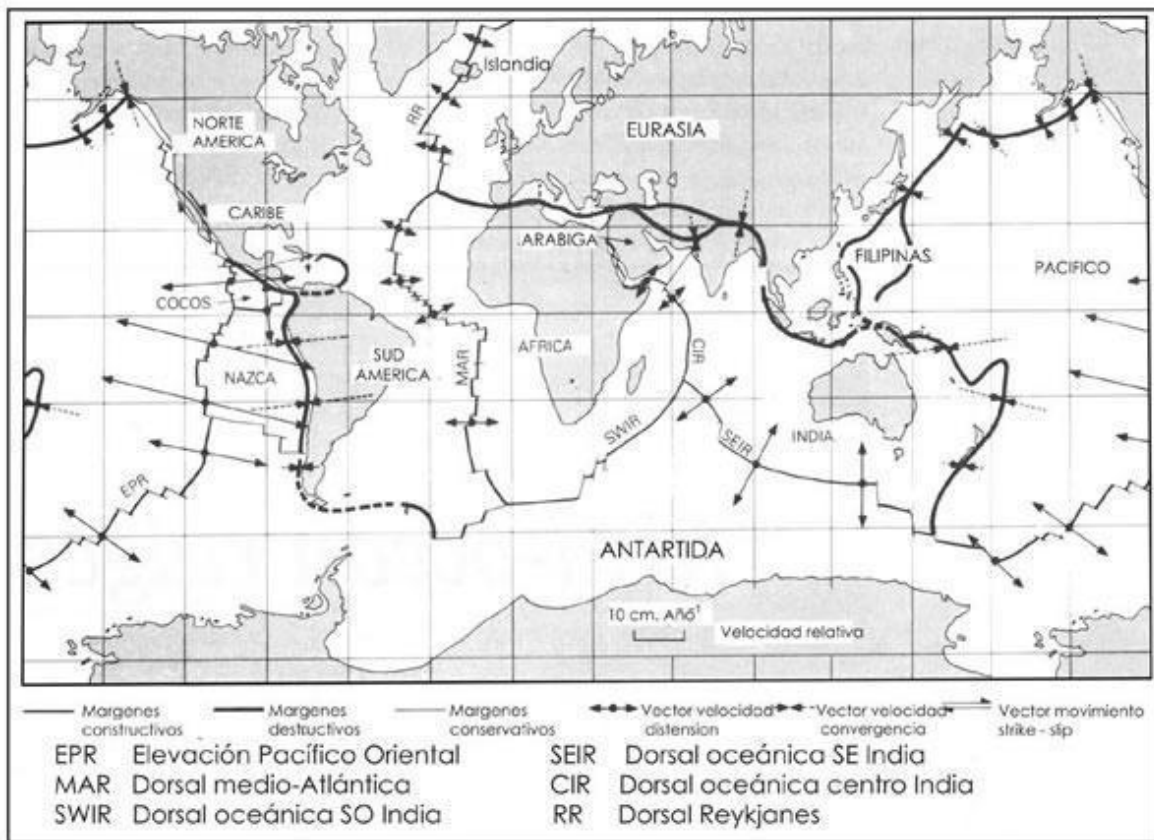 Islandia
RR
NORTE
AMERICA
EURASIA
CARIBE
.ARABIGA
FILIPINAS
PACIFICO
COCOS
SUD
AMERICA
AFRICA
NAZCA
MAR
CIR
SWIR
SEIR
INDIA
EPR
ANTARTIDA
10 cm. Añó¹
Velocidad relativa
Margenes
constructivos
Margenes
destructivos
Margenes
conservativos
Vector velocidad
distension
Vector velocidad
convergencia
Vector movimiento
strike - slip
EPR Elevación Pacífico Oriental
SEIR Dorsal oceánica SE India
MAR Dorsal medio-Atlántica
CIR Dorsal oceánica centro India
SWIR Dorsal oceánica SO India
RR Dorsal Reykjanes